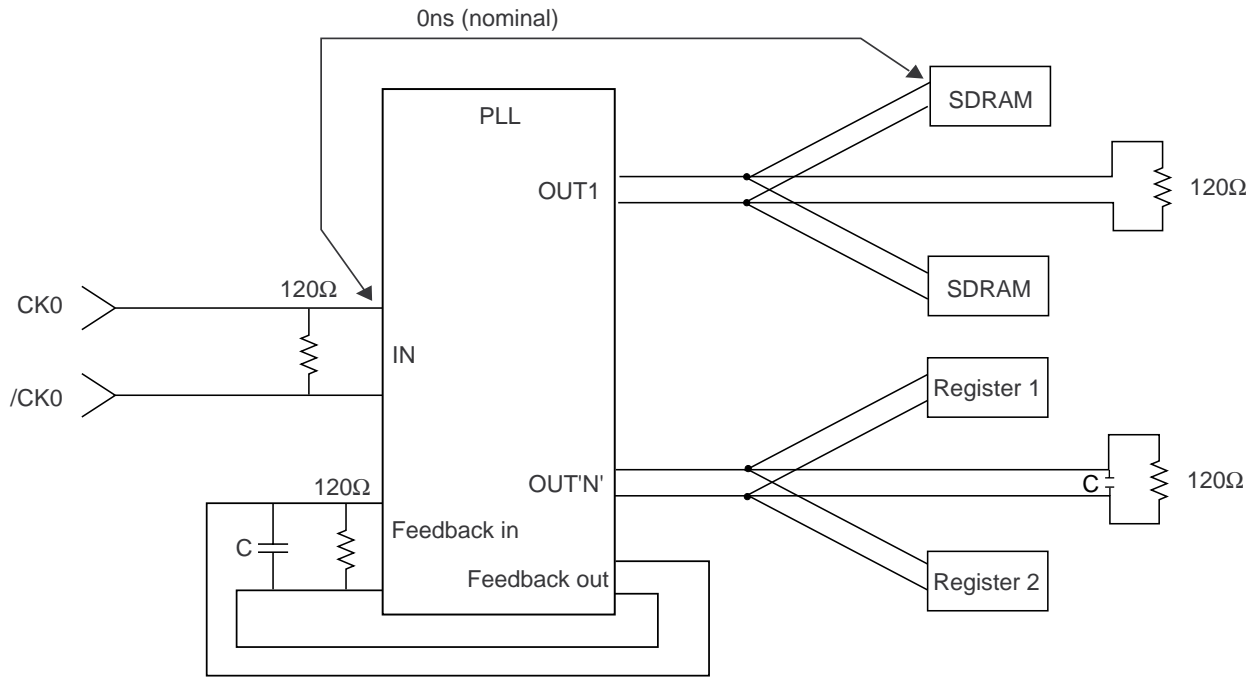 0ns (nominal)
PLL
SDRAM
OUT1
120Ω
SDRAM
CK0
120Ω
IN
/CK0
Register 1
OUT'N'
C
120Ω
120Ω
Feedback in
C
Feedback out
Register 2